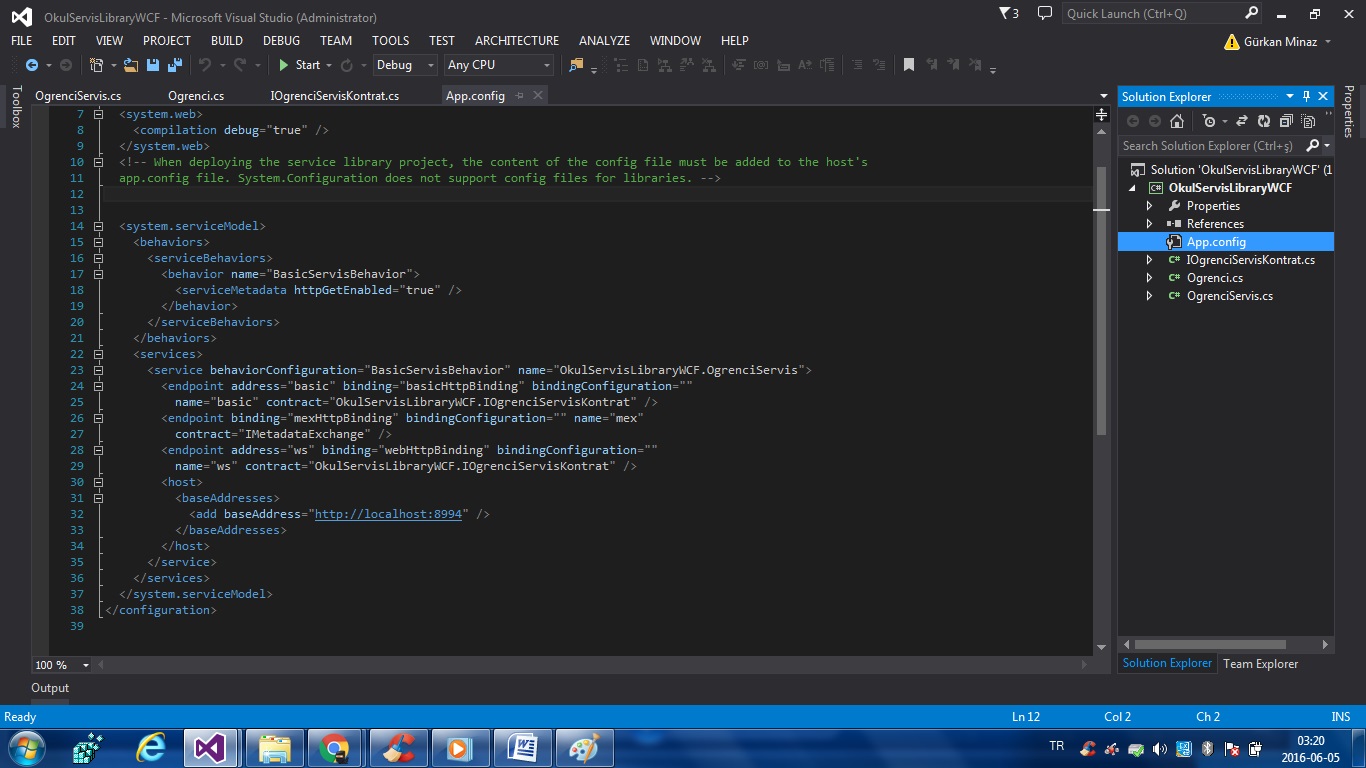 OkulServisLibraryWCF - Microsoft Visual Studio (Administrator)
3
Quick Launch (Ctrl+Q)
FILE EDIT VIEW PROJECT BUILD DEBUG TEAM TOOLS TEST ARCHITECTURE ANALYZE WINDOW HELP
Gürkan Minaz
Start Debug Any CPU
Toolbox
OgrenciServis.cs Ogrenci.cs IOgrenciServisKontrat.cs App.config
7 <system.web>
8 <compilation debug="true" />
9 </system.web>
10 <!-- When deploying the service library project, the content of the config file must be added to the host's
11 app.config file. System.Configuration does not support config files for libraries. -->
12
13
14 <system.serviceModel>
15 <behaviors>
16 <serviceBehaviors>
17 <behavior name="BasicServisBehavior">
18 <serviceMetadata httpGetEnabled="true" />
19 </behavior>
20 </serviceBehaviors>
21 </behaviors>
22 <services>
23 <service behaviorConfiguration="BasicServisBehavior" name="OkulServisLibraryWCF.OgrenciServis">
24 <endpoint address="basic" binding="basicHttpBinding" bindingConfiguration=""
25 name="basic" contract="OkulServisLibraryWCF.IOgrenciServisKontrat" />
26 <endpoint binding="mexHttpBinding" bindingConfiguration="" name="mex"
27 contract="IMetadataExchange" />
28 <endpoint address="ws" binding="webHttpBinding" bindingConfiguration=""
29 name="ws" contract="OkulServisLibraryWCF.IOgrenciServisKontrat" />
30 <host>
31 <baseAddresses>
32 <add baseAddress="http://localhost:8994" />
33 </baseAddresses>
34 </host>
35 </service>
36 </services>
37 </system.serviceModel>
38 </configuration>
39
100 %
Solution Explorer
Search Solution Explorer (Ctrl+ş)
Solution 'OkulServisLibraryWCF' (1
C# OkulServisLibraryWCF
Properties
References
App.config
C# IOgrenciServisKontrat.cs
C# Ogrenci.cs
C# OgrenciServis.cs
Solution Explorer Team Explorer
Properties
Output
Ready Ln 12 Col 2 Ch 2 INS
TR
03:20
2016-06-05